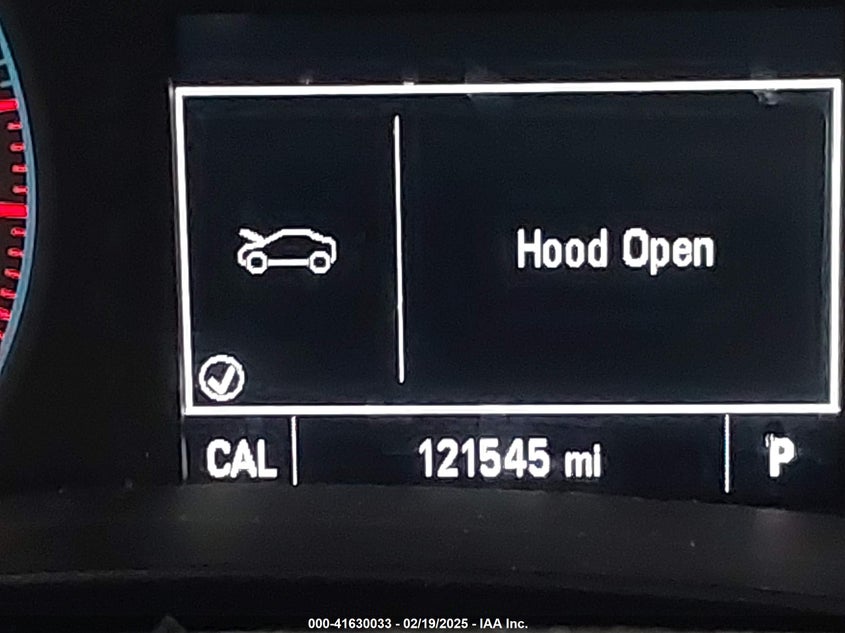 Hood Open
CAL 121545 mi P
000-41630033 - 02/19/2025 - IAA Inc.